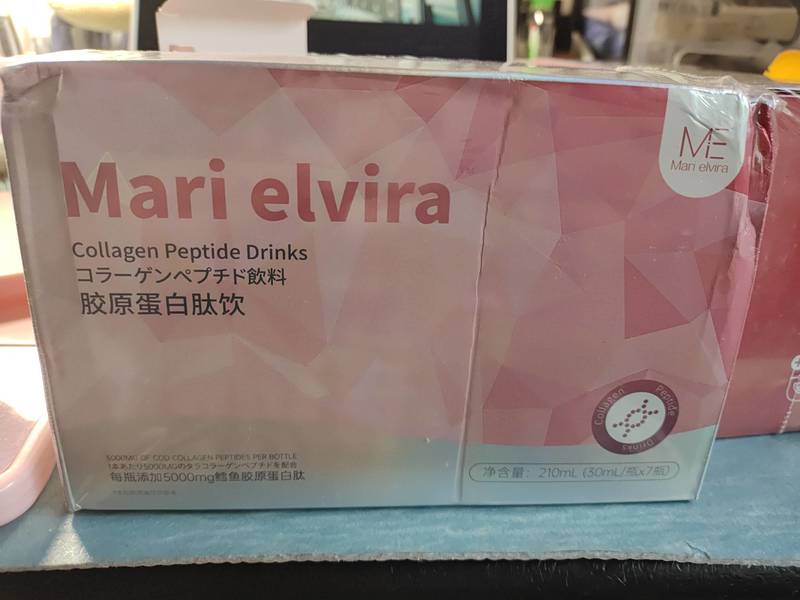 Mari elvira
Collagen Peptide Drinks
コラーゲンペプチド飲料
胶原蛋白肽饮
5000MG OF COD COLLAGEN PEPTIDES PER BOTTLE
1本あたり5000MGのタラコラーゲンペプチドを配合
每瓶添加5000mg鳕鱼胶原蛋白肽
ME
Mari elvira
Collagen Peptide Drinks
净含量：210mL (30mL/瓶x7瓶)